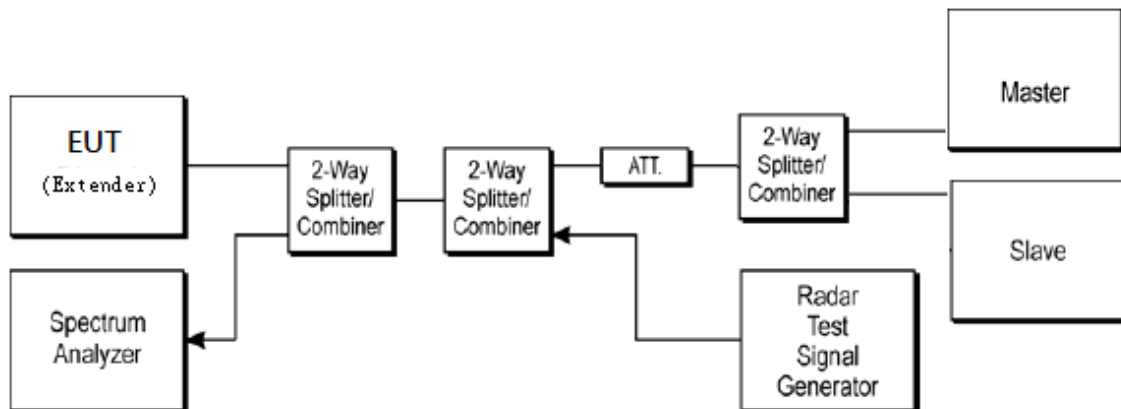 EUT
(Extender)
2-Way
Splitter/
Combiner
2-Way
Splitter/
Combiner
ATT.
2-Way
Splitter/
Combiner
Master
Slave
Spectrum
Analyzer
Radar
Test
Signal
Generator